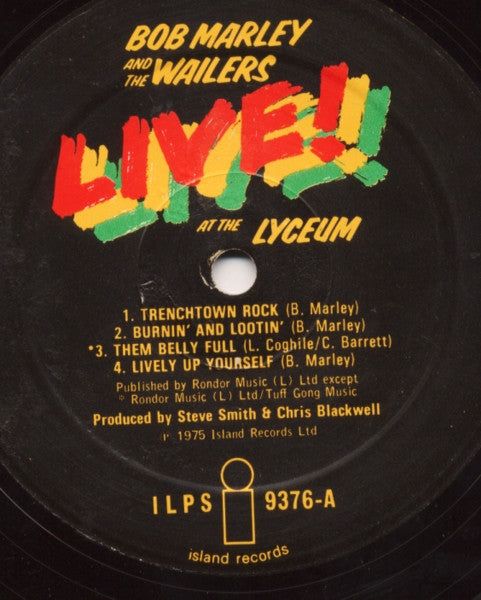 BOB MARLEY
AND THE WAILERS
LIVE!!
AT THE LYCEUM
1. TRENCHTOWN ROCK (B. Marley)
2. BURNIN' AND LOOTIN' (B. Marley)
*3. THEM BELLY FULL (L. Coghile/C. Barrett)
4. LIVELY UP YOURSELF (B. Marley)
Published by Rondor Music (L) Ltd except
* Rondor Music (L) Ltd/Tuff Gong Music
Produced by Steve Smith & Chris Blackwell
℗ 1975 Island Records Ltd
ILPS i 9376-A
island records